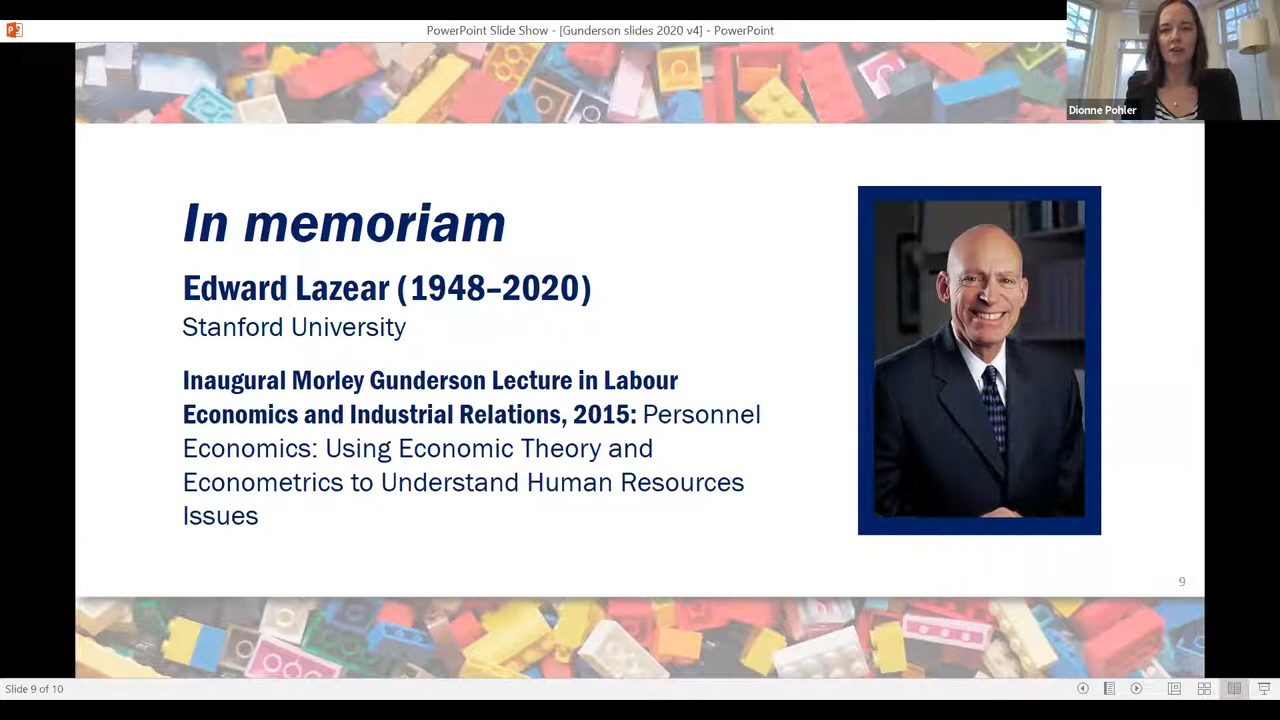 PowerPoint Slide Show - [Gunderson slides 2020 v4] - PowerPoint
Dionne Pohler
In memoriam
Edward Lazear (1948–2020)
Stanford University
Inaugural Morley Gunderson Lecture in Labour
Economics and Industrial Relations, 2015: Personnel
Economics: Using Economic Theory and
Econometrics to Understand Human Resources
Issues
9
Slide 9 of 10